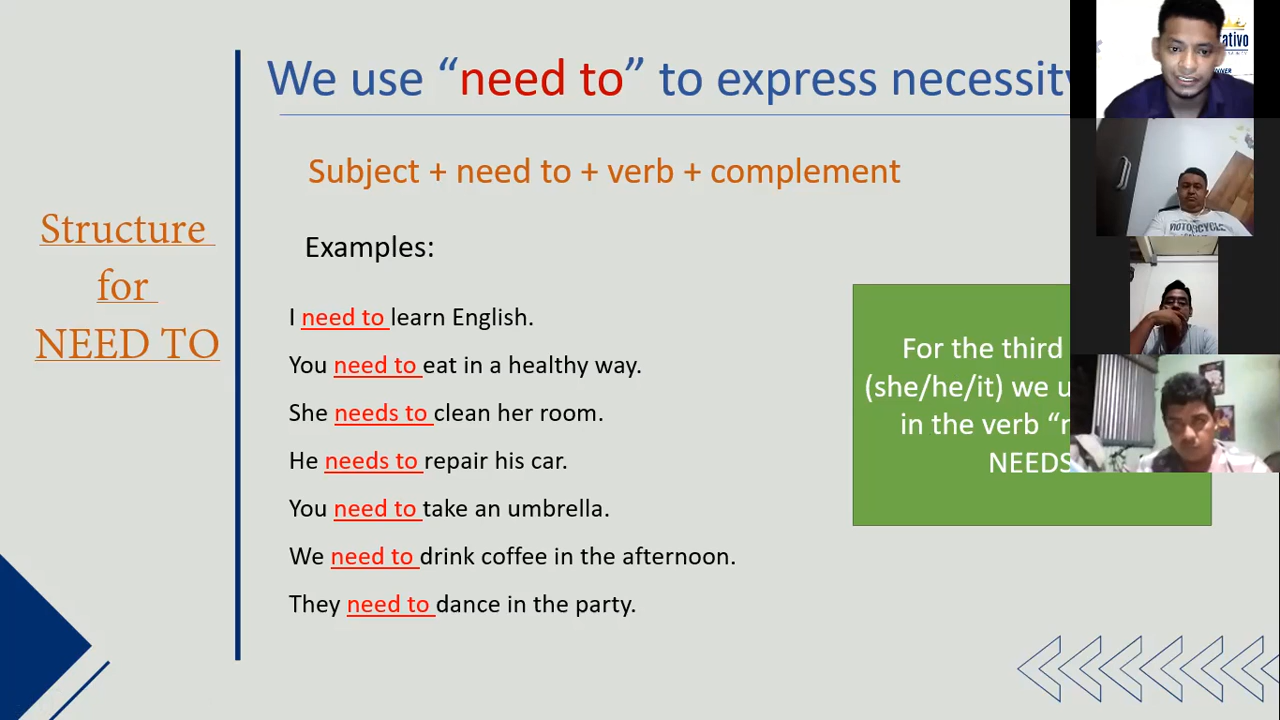 We use “need to” to express necessity
Subject + need to + verb + complement
Structure
for
NEED TO
Examples:
I need to learn English.
You need to eat in a healthy way.
She needs to clean her room.
He needs to repair his car.
You need to take an umbrella.
We need to drink coffee in the afternoon.
They need to dance in the party.
For the third
(she/he/it) we
in the verb
NEEDS
MOTORCYCLE